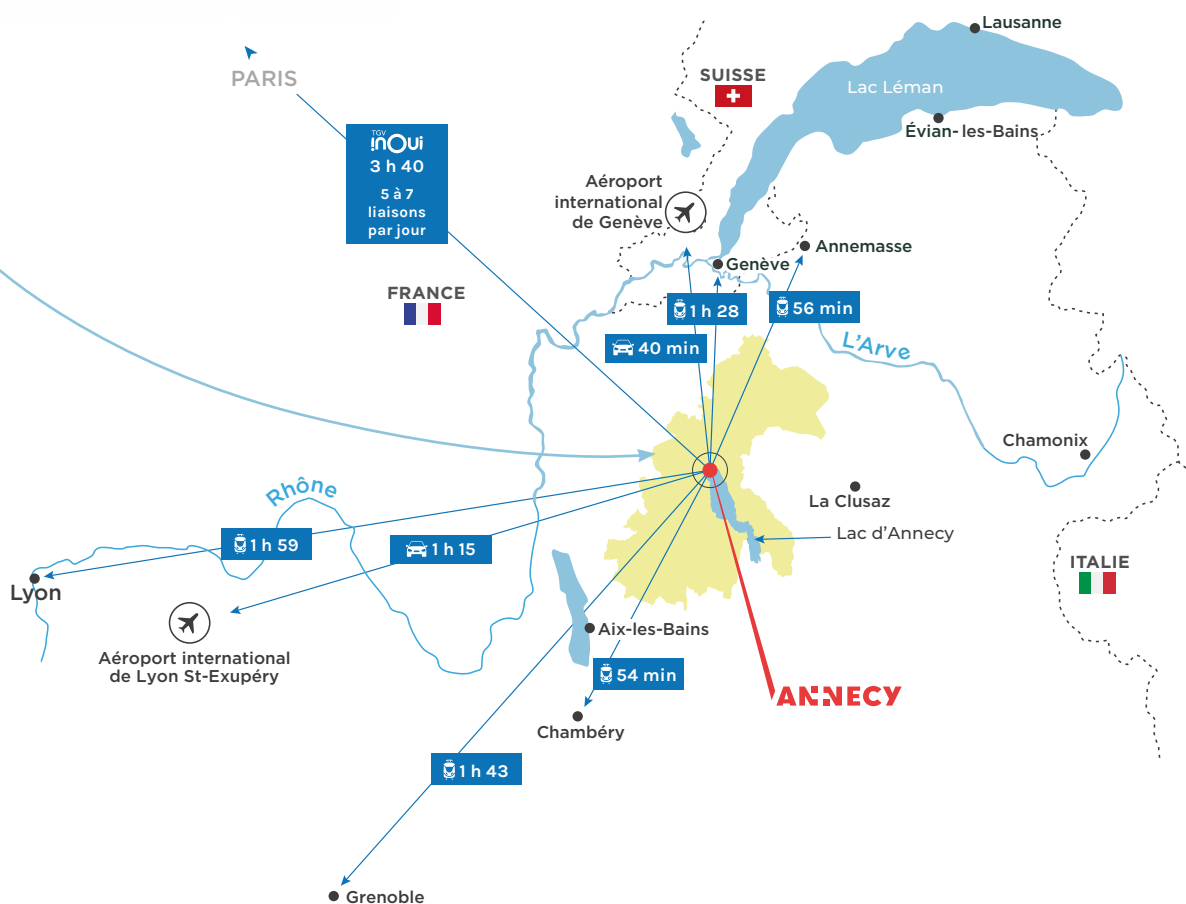 Lausanne
PARIS
SUISSE
Lac Léman
TGV
inOui
3 h 40
5 à 7
liaisons
par jour
Évian-les-Bains
Aéroport
international
de Genève
Annemasse
Genève
FRANCE
1 h 28
56 min
40 min
L'Arve
Chamonix
Rhône
La Clusaz
Lac d'Annecy
1 h 59
1 h 15
ITALIE
Lyon
Aix-les-Bains
Aéroport international
de Lyon St-Exupéry
54 min
ANNECY
Chambéry
1 h 43
Grenoble